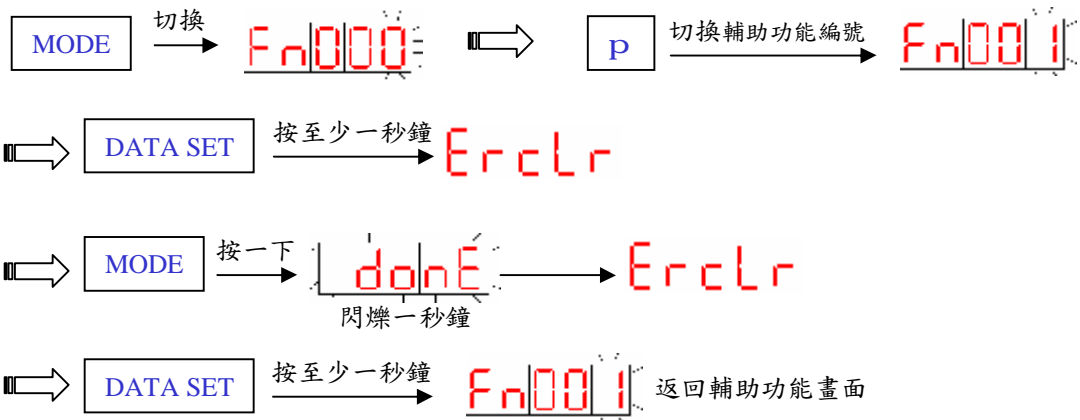 MODE 切換 Fn000 p 切換輔助功能編號 Fn001
DATA SET 按至少一秒鐘 Erclr
MODE 按一下 donE Erclr
閃爍一秒鐘
DATA SET 按至少一秒鐘 Fn001 返回輔助功能畫面